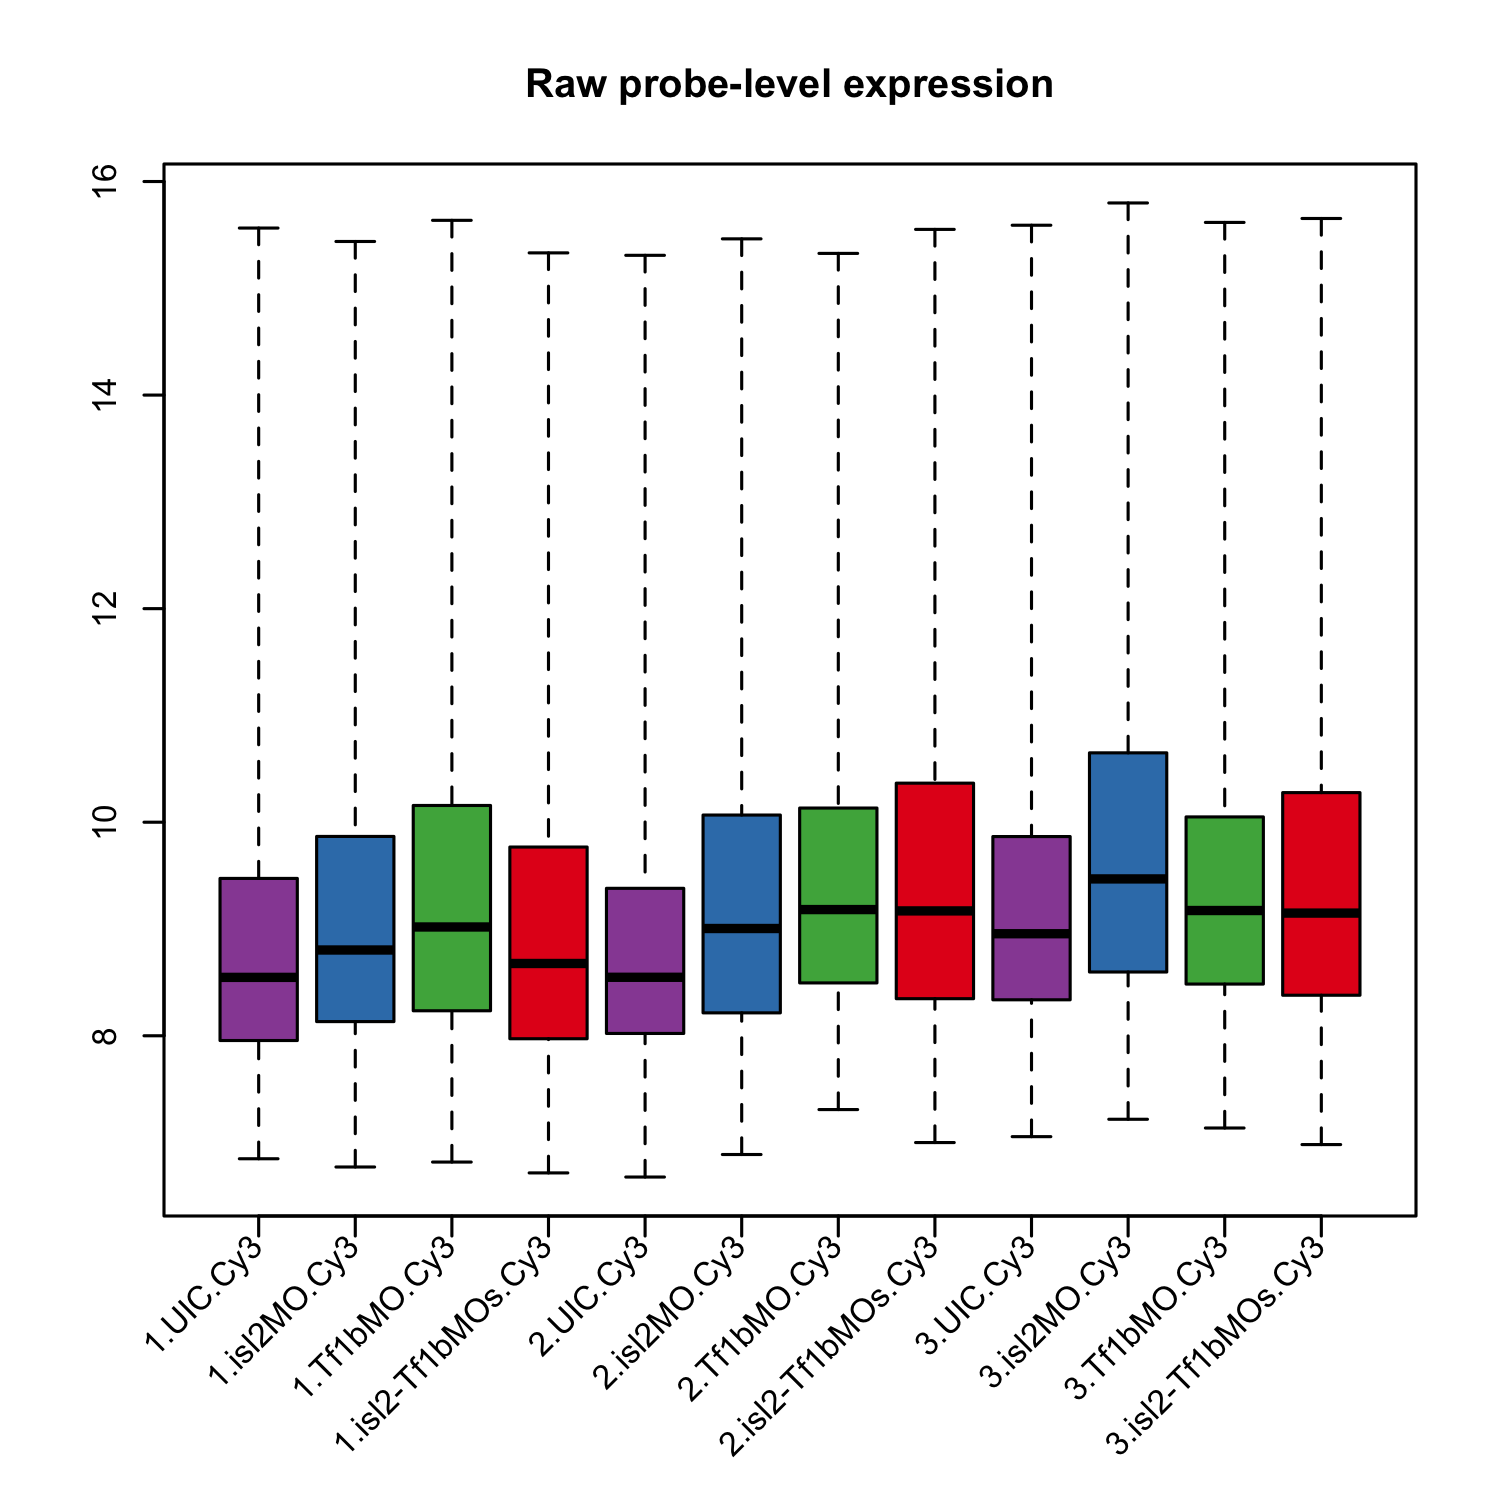 Raw probe-level expression
16
14
12
10
8
1.UIC.Cy3
1.isl2MO.Cy3
1.Tf1bMO.Cy3
1.isl2-Tf1bMOs.Cy3
2.UIC.Cy3
2.isl2MO.Cy3
2.Tf1bMO.Cy3
2.isl2-Tf1bMOs.Cy3
3.UIC.Cy3
3.isl2MO.Cy3
3.Tf1bMO.Cy3
3.isl2-Tf1bMOs.Cy3